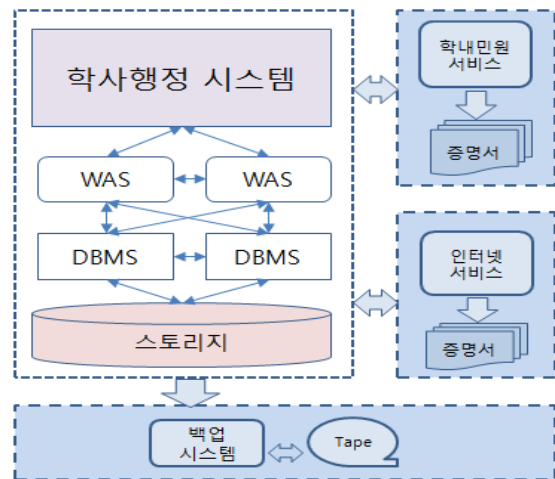 학사행정 시스템
WAS
WAS
DBMS
DBMS
스토리지
학내민원
서비스
증명서
인터넷
서비스
증명서
백업
시스템
Tape